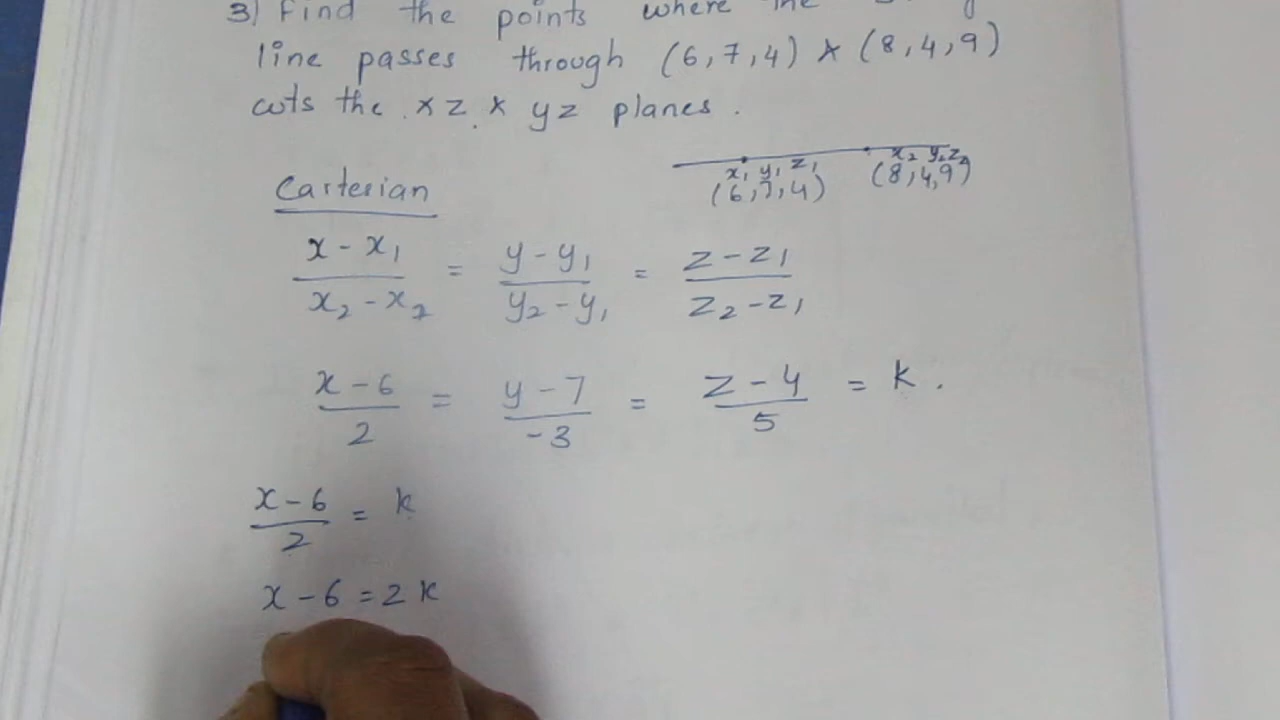 3) Find the points where the
line passes through (6,7,4) & (8,4,9)
cuts the xz & yz planes.
x₁ y₁ z₁ x₂ y₂ z₂
(6,7,4) (8,4,9)
Cartesian
x-x₁/x₂-x₂ = y-y₁/y₂-y₁ = z-z₁/z₂-z₁
x-6/2 = y-7/-3 = z-4/5 = k.
x-6/2 = k
x-6=2k